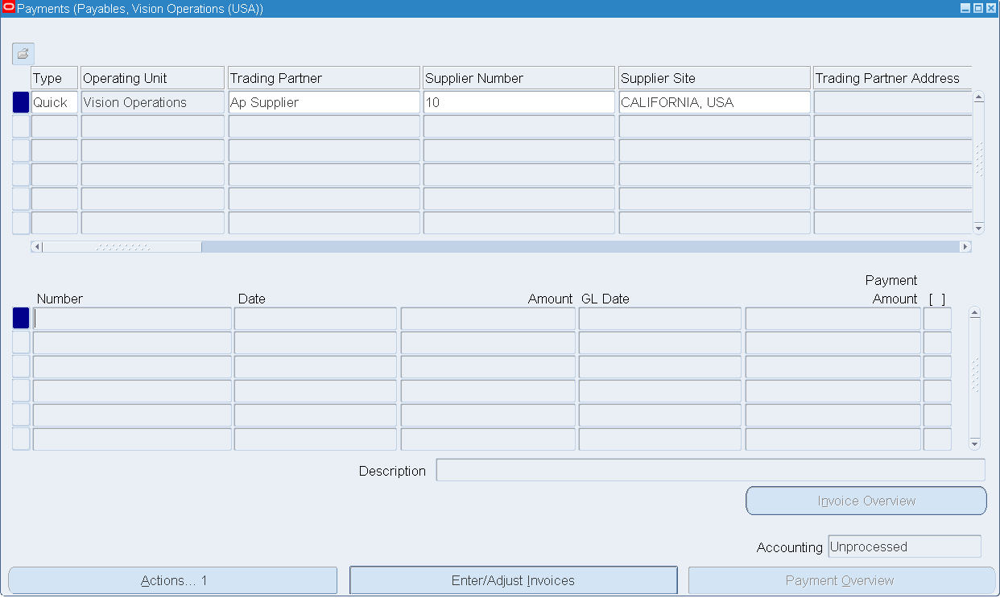 Payments (Payables, Vision Operations (USA))
Type Operating Unit Trading Partner Supplier Number Supplier Site Trading Partner Address
Quick Vision Operations Ap Supplier 10 CALIFORNIA, USA
Payment
Number Date Amount GL Date Amount [ ]
Description
Invoice Overview
Accounting Unprocessed
Actions... 1 Enter/Adjust Invoices Payment Overview